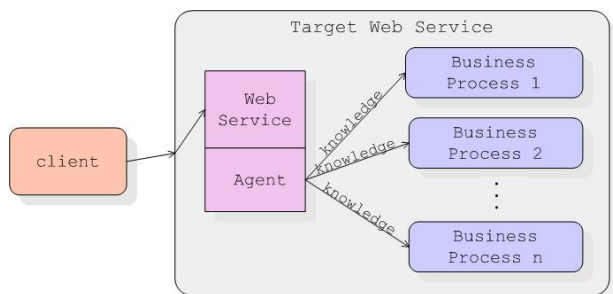 Target Web Service
client
Web
Service
Agent
knowledge
knowledge
knowledge
Business
Process 1
Business
Process 2
Business
Process n